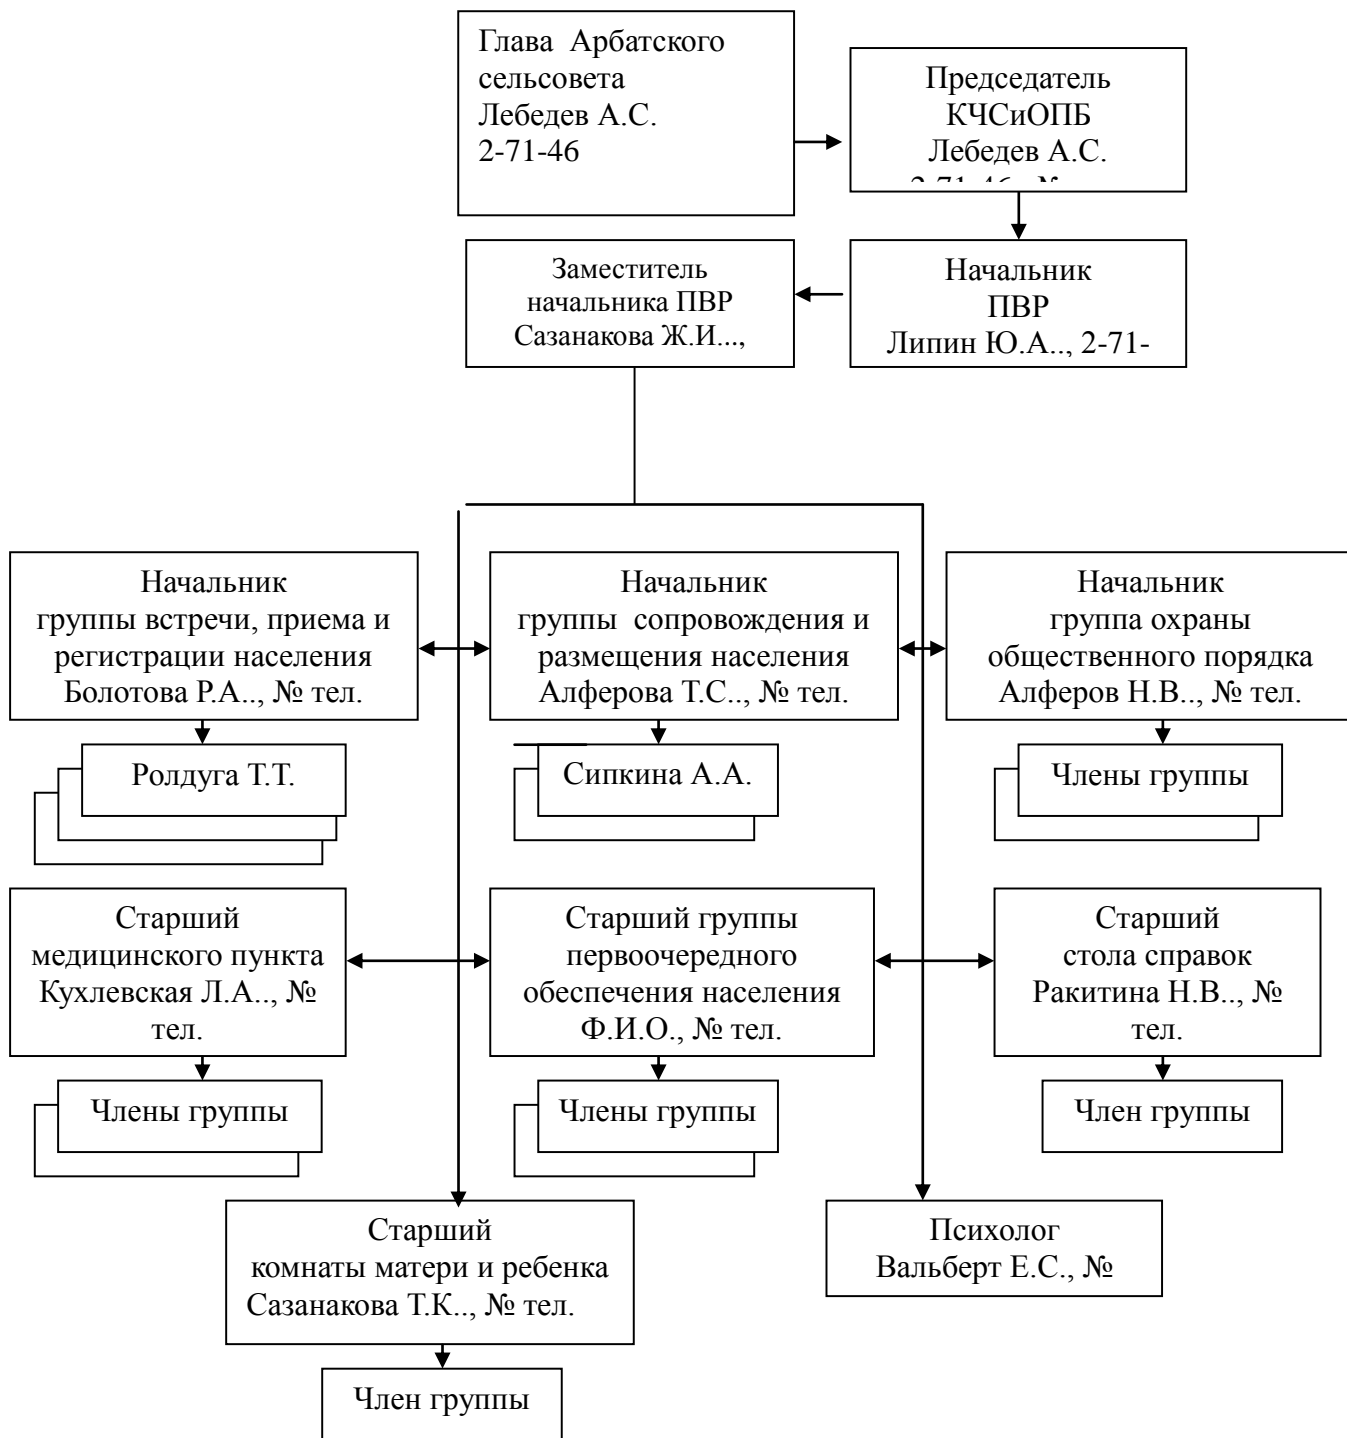 Глава Арбатского
сельсовета
Лебедев А.С.
2-71-46
Председатель
КЧСиОПБ
Лебедев А.С.
2-71-46 №
Заместитель
начальника ПВР
Сазанакова Ж.И...,
Начальник
ПВР
Липин Ю.А.., 2-71-
Начальник
группы встречи, приема и
регистрации населения
Болотова Р.А.., № тел.
Начальник
группы сопровождения и
размещения населения
Алферова Т.С.., № тел.
Начальник
группа охраны
общественного порядка
Алферов Н.В.., № тел.
Ролдуга Т.Т.
Сипкина А.А.
Члены группы
Старший
медицинского пункта
Кухлевская Л.А.., №
тел.
Старший группы
первоочередного
обеспечения населения
Ф.И.О., № тел.
Старший
стола справок
Ракитина Н.В.., №
тел.
Члены группы
Члены группы
Член группы
Старший
комнаты матери и ребенка
Сазанакова Т.К.., № тел.
Психолог
Вальберт Е.С., №
Член группы